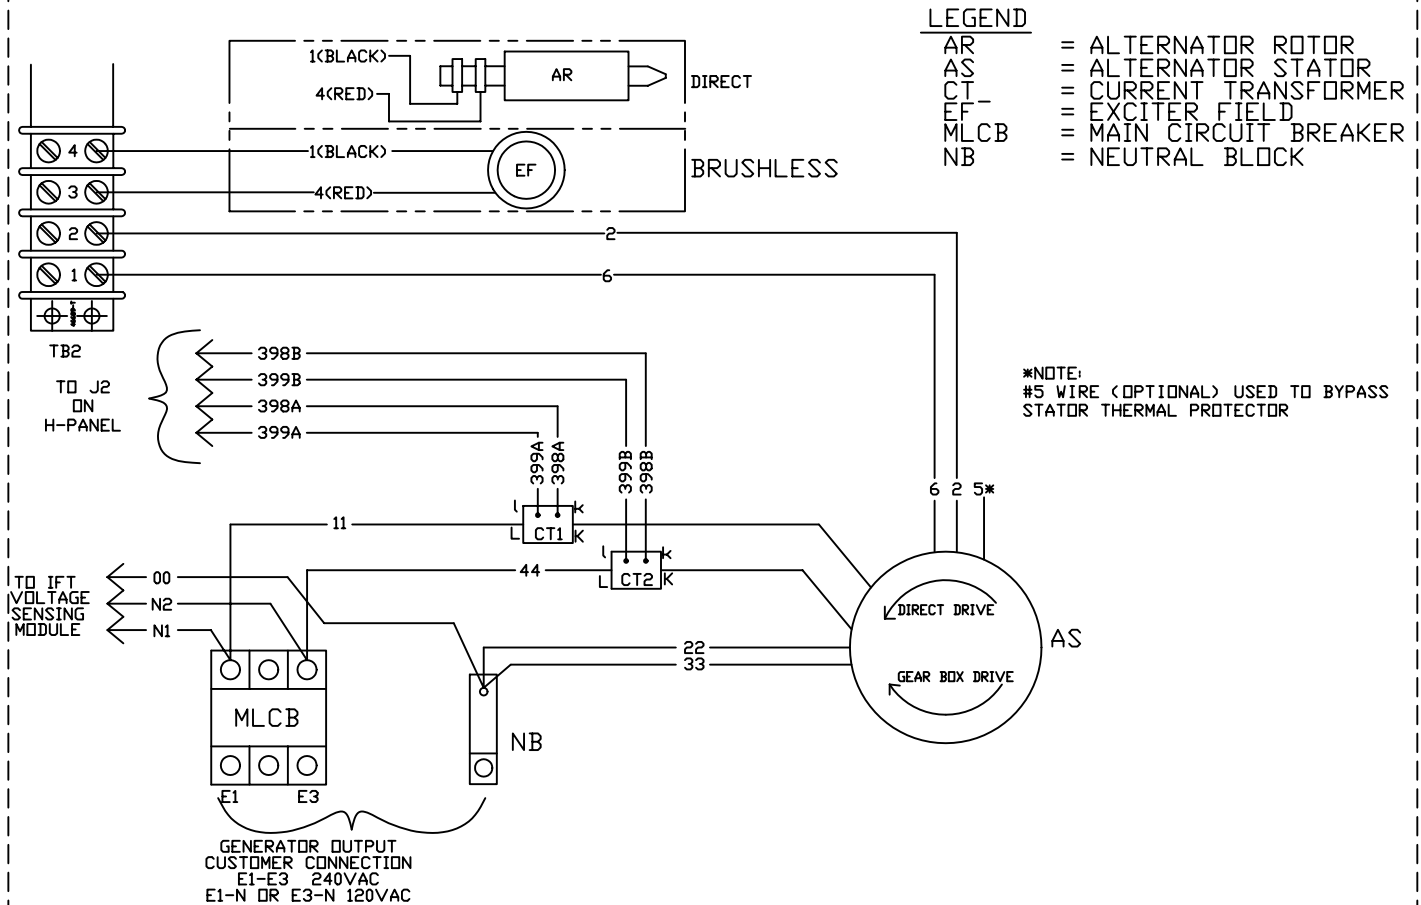 LEGEND
AR = ALTERNATOR ROTOR
AS = ALTERNATOR STATOR
CT_ = CURRENT TRANSFORMER
EF = EXCITER FIELD
MLCB = MAIN CIRCUIT BREAKER
NB = NEUTRAL BLOCK
1(BLACK)
4(RED)
AR
DIRECT
4
1(BLACK)
EF
BRUSHLESS
3
4(RED)
2
2
1
6
TB2
TO J2
ON
H-PANEL
398B
399B
398A
399A
*NOTE:
#5 WIRE (OPTIONAL) USED TO BYPASS
STATOR THERMAL PROTECTOR
399A
398A
399B
398B
6 2 5*
l k
L CT1 K
11
l k
L CT2 K
44
TO IFT
VOLTAGE
SENSING
MODULE
00
N2
N1
DIRECT DRIVE
AS
22
33
GEAR BOX DRIVE
MLCB
NB
E1 E3
GENERATOR OUTPUT
CUSTOMER CONNECTION
E1-E3 240VAC
E1-N OR E3-N 120VAC